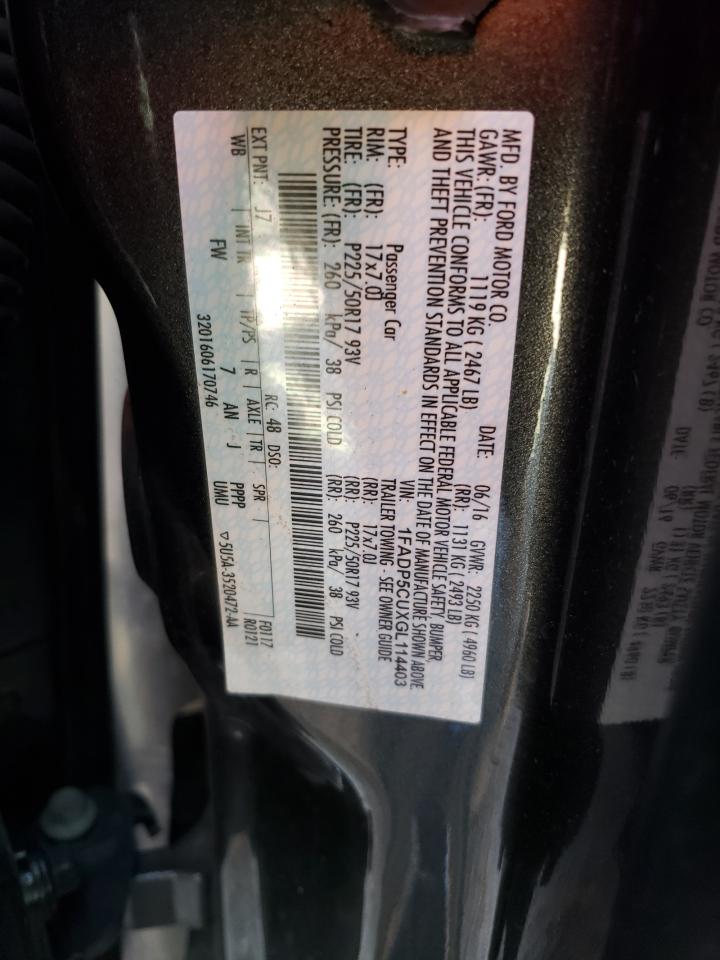 MFD. BY FORD MOTOR CO.
DATE: 06/16 GVWR: 2250 KG ( 4960 LB)
GAWR: (FR): 1119 KG ( 2467 LB) (RR): 1131 KG ( 2493 LB)
THIS VEHICLE CONFORMS TO ALL APPLICABLE FEDERAL MOTOR VEHICLE SAFETY, BUMPER,
AND THEFT PREVENTION STANDARDS IN EFFECT ON THE DATE OF MANUFACTURE SHOWN ABOVE
VIN: 1FADP5CUXGL114403
TYPE: Passenger Car TRAILER TOWING - SEE OWNER GUIDE
RIM: (FR): 17x7.0J (RR): 17x7.0J
TIRE: (FR): P225/50R17 93V (RR): P225/50R17 93V
PRESSURE: (FR): 260 kPa/ 38 PSI COLD (RR): 260 kPa/ 38 PSI COLD
F0117
RC: 48 DSO: R0121
EXT PNT: J7
WB INT TR TP/PS R AXLE TR SPR
FW 7 AN J PPPP
UMU
3201606170746 ▽5U5A-3520472-AA